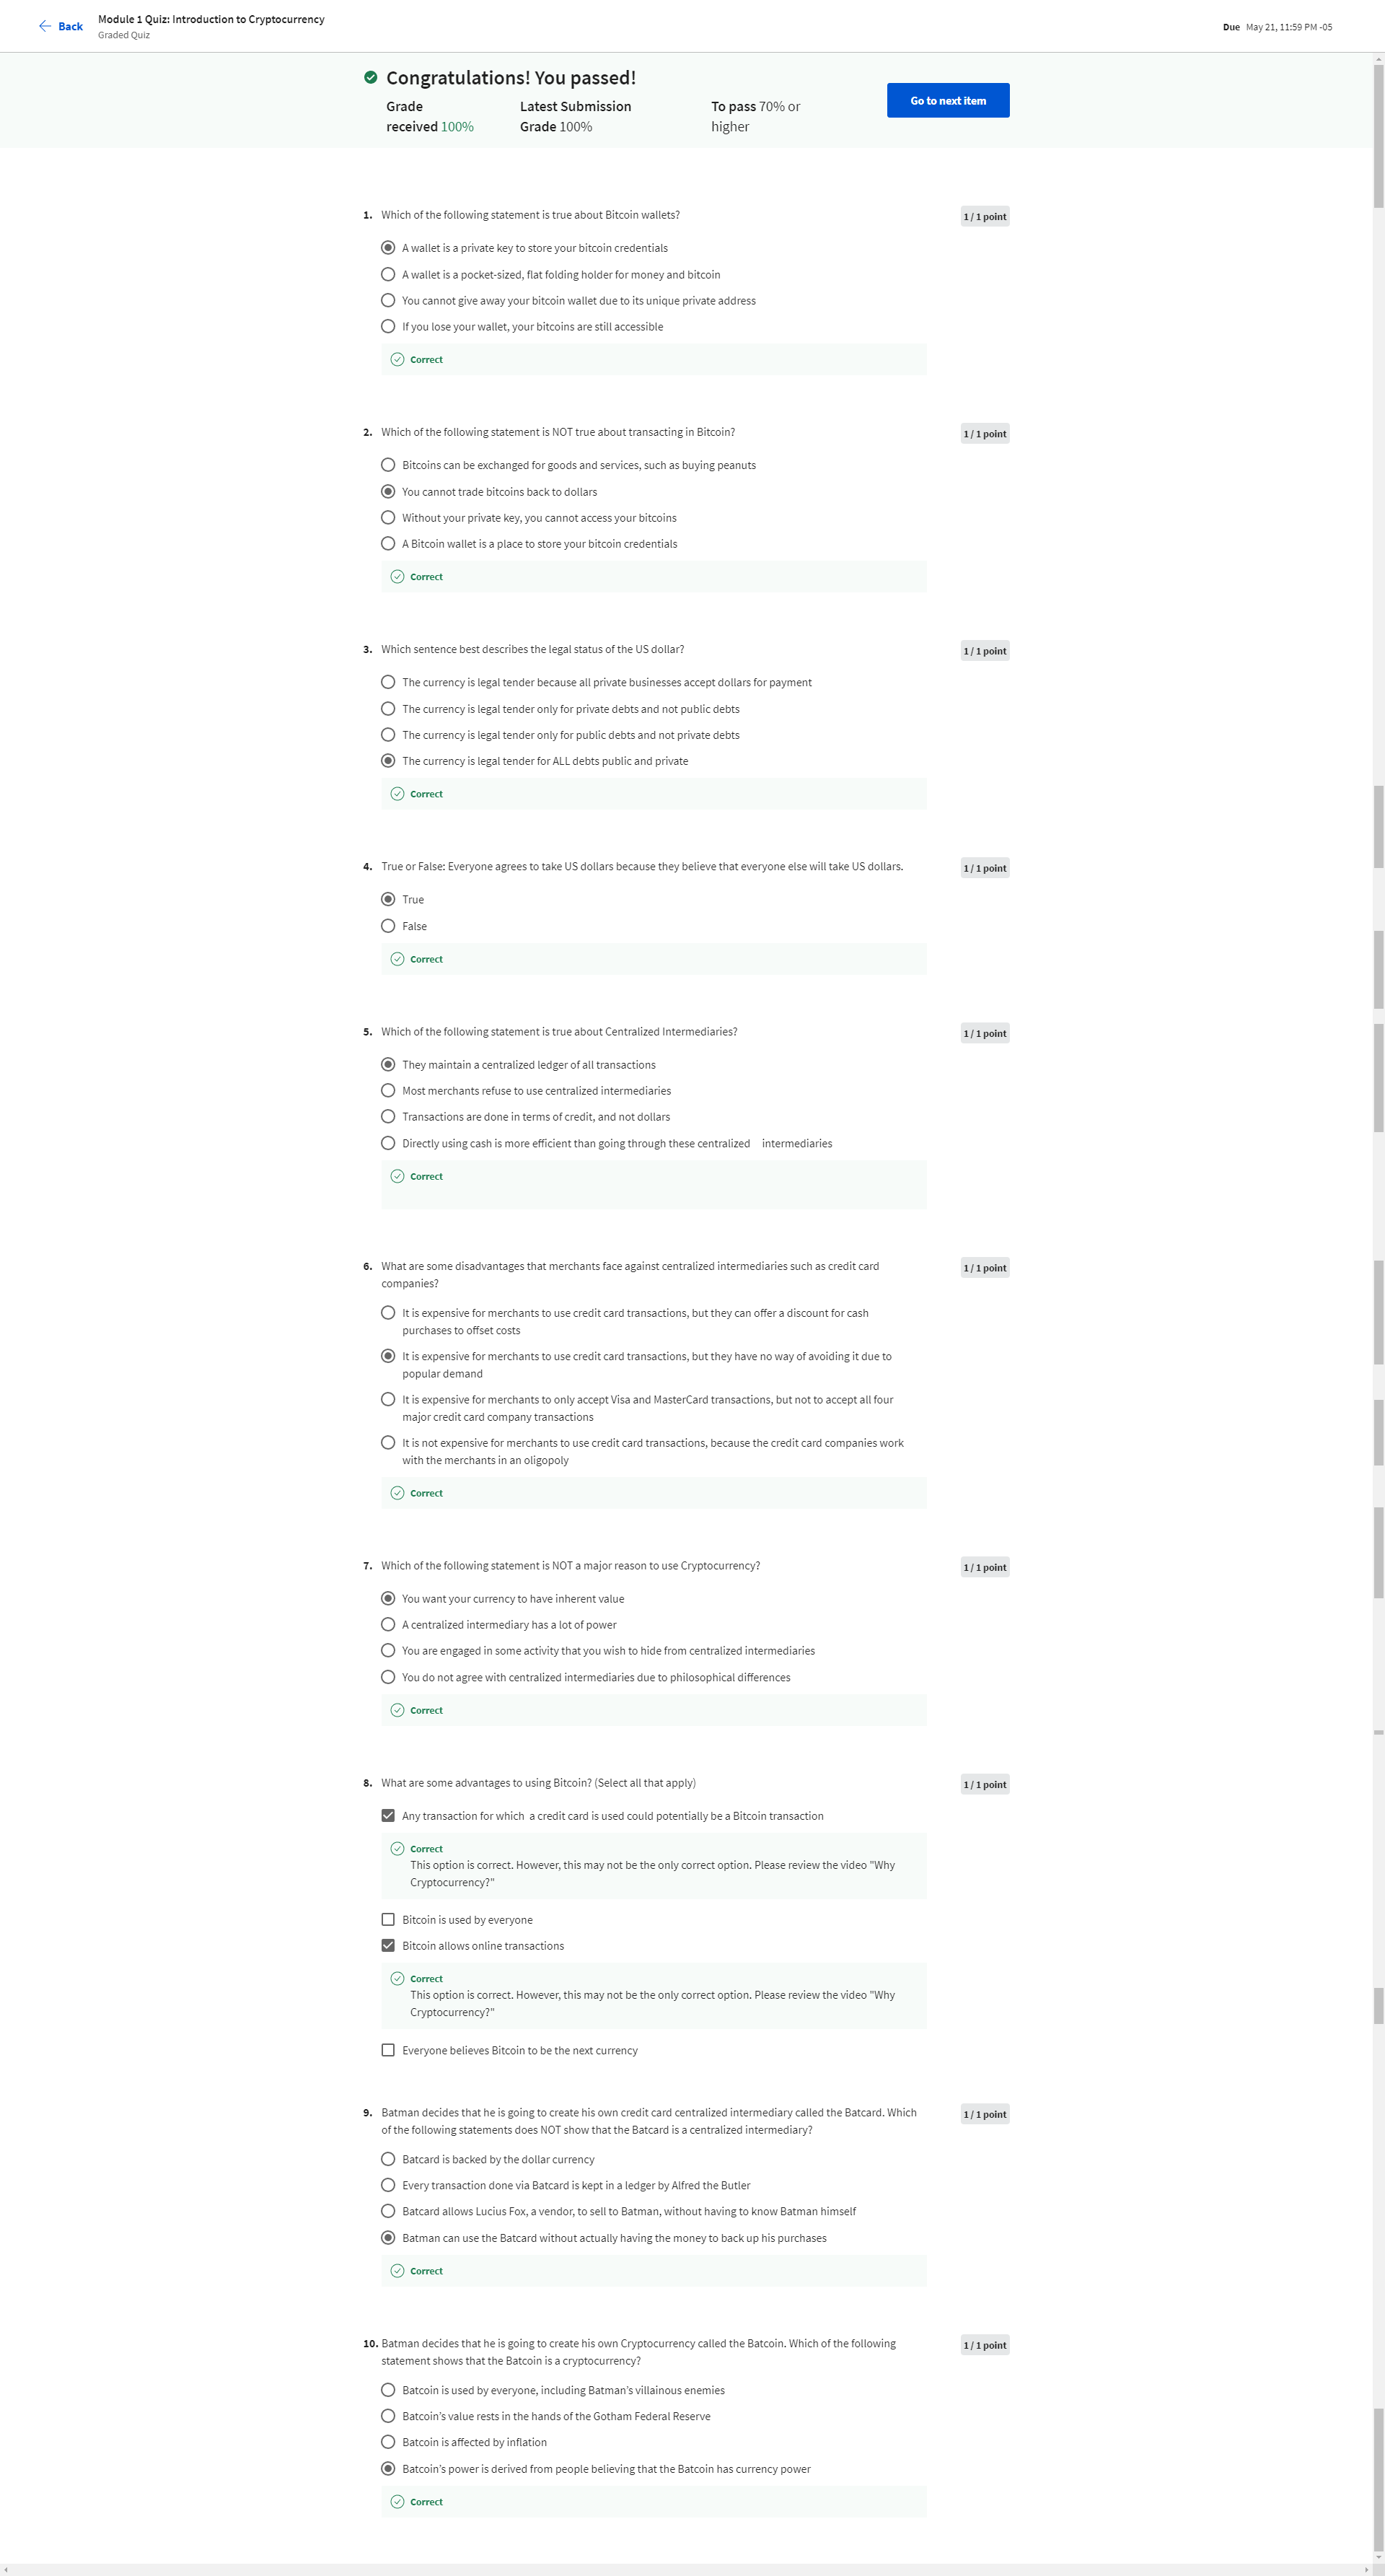 Back
Module 1 Quiz: Introduction to Cryptocurrency
Graded Quiz
Due May 21, 11:59 PM -05
Congratulations! You passed!
Grade
received 100%
Latest Submission
Grade 100%
To pass 70% or
higher
Go to next item
1. Which of the following statement is true about Bitcoin wallets?
1 / 1 point
A wallet is a private key to store your bitcoin credentials
A wallet is a pocket-sized, flat folding holder for money and bitcoin
You cannot give away your bitcoin wallet due to its unique private address
If you lose your wallet, your bitcoins are still accessible
Correct
2. Which of the following statement is NOT true about transacting in Bitcoin?
1 / 1 point
Bitcoins can be exchanged for goods and services, such as buying peanuts
You cannot trade bitcoins back to dollars
Without your private key, you cannot access your bitcoins
A Bitcoin wallet is a place to store your bitcoin credentials
Correct
3. Which sentence best describes the legal status of the US dollar?
1 / 1 point
The currency is legal tender because all private businesses accept dollars for payment
The currency is legal tender only for private debts and not public debts
The currency is legal tender only for public debts and not private debts
The currency is legal tender for ALL debts public and private
Correct
4. True or False: Everyone agrees to take US dollars because they believe that everyone else will take US dollars.
1 / 1 point
True
False
Correct
5. Which of the following statement is true about Centralized Intermediaries?
1 / 1 point
They maintain a centralized ledger of all transactions
Most merchants refuse to use centralized intermediaries
Transactions are done in terms of credit, and not dollars
Directly using cash is more efficient than going through these centralized intermediaries
Correct
6. What are some disadvantages that merchants face against centralized intermediaries such as credit card
companies?
1 / 1 point
It is expensive for merchants to use credit card transactions, but they can offer a discount for cash
purchases to offset costs
It is expensive for merchants to use credit card transactions, but they have no way of avoiding it due to
popular demand
It is expensive for merchants to only accept Visa and MasterCard transactions, but not to accept all four
major credit card company transactions
It is not expensive for merchants to use credit card transactions, because the credit card companies work
with the merchants in an oligopoly
Correct
7. Which of the following statement is NOT a major reason to use Cryptocurrency?
1 / 1 point
You want your currency to have inherent value
A centralized intermediary has a lot of power
You are engaged in some activity that you wish to hide from centralized intermediaries
You do not agree with centralized intermediaries due to philosophical differences
Correct
8. What are some advantages to using Bitcoin? (Select all that apply)
1 / 1 point
Any transaction for which a credit card is used could potentially be a Bitcoin transaction
Correct
This option is correct. However, this may not be the only correct option. Please review the video "Why
Cryptocurrency?"
Bitcoin is used by everyone
Bitcoin allows online transactions
Correct
This option is correct. However, this may not be the only correct option. Please review the video "Why
Cryptocurrency?"
Everyone believes Bitcoin to be the next currency
9. Batman decides that he is going to create his own credit card centralized intermediary called the Batcard. Which
of the following statements does NOT show that the Batcard is a centralized intermediary?
1 / 1 point
Batcard is backed by the dollar currency
Every transaction done via Batcard is kept in a ledger by Alfred the Butler
Batcard allows Lucius Fox, a vendor, to sell to Batman, without having to know Batman himself
Batman can use the Batcard without actually having the money to back up his purchases
Correct
10. Batman decides that he is going to create his own Cryptocurrency called the Batcoin. Which of the following
statement shows that the Batcoin is a cryptocurrency?
1 / 1 point
Batcoin is used by everyone, including Batman's villainous enemies
Batcoin's value rests in the hands of the Gotham Federal Reserve
Batcoin is affected by inflation
Batcoin's power is derived from people believing that the Batcoin has currency power
Correct